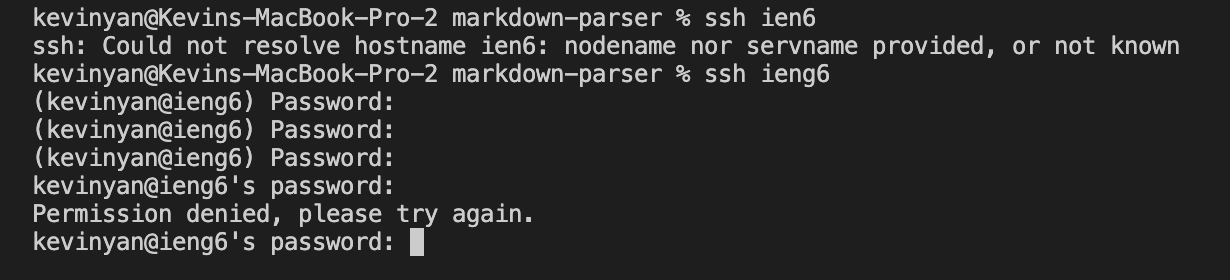 kevinyan@Kevins-MacBook-Pro-2 markdown-parser % ssh ien6
ssh: Could not resolve hostname ien6: nodename nor servname provided, or not known
kevinyan@Kevins-MacBook-Pro-2 markdown-parser % ssh ieng6
(kevinyan@ieng6) Password:
(kevinyan@ieng6) Password:
(kevinyan@ieng6) Password:
kevinyan@ieng6's password:
Permission denied, please try again.
kevinyan@ieng6's password: